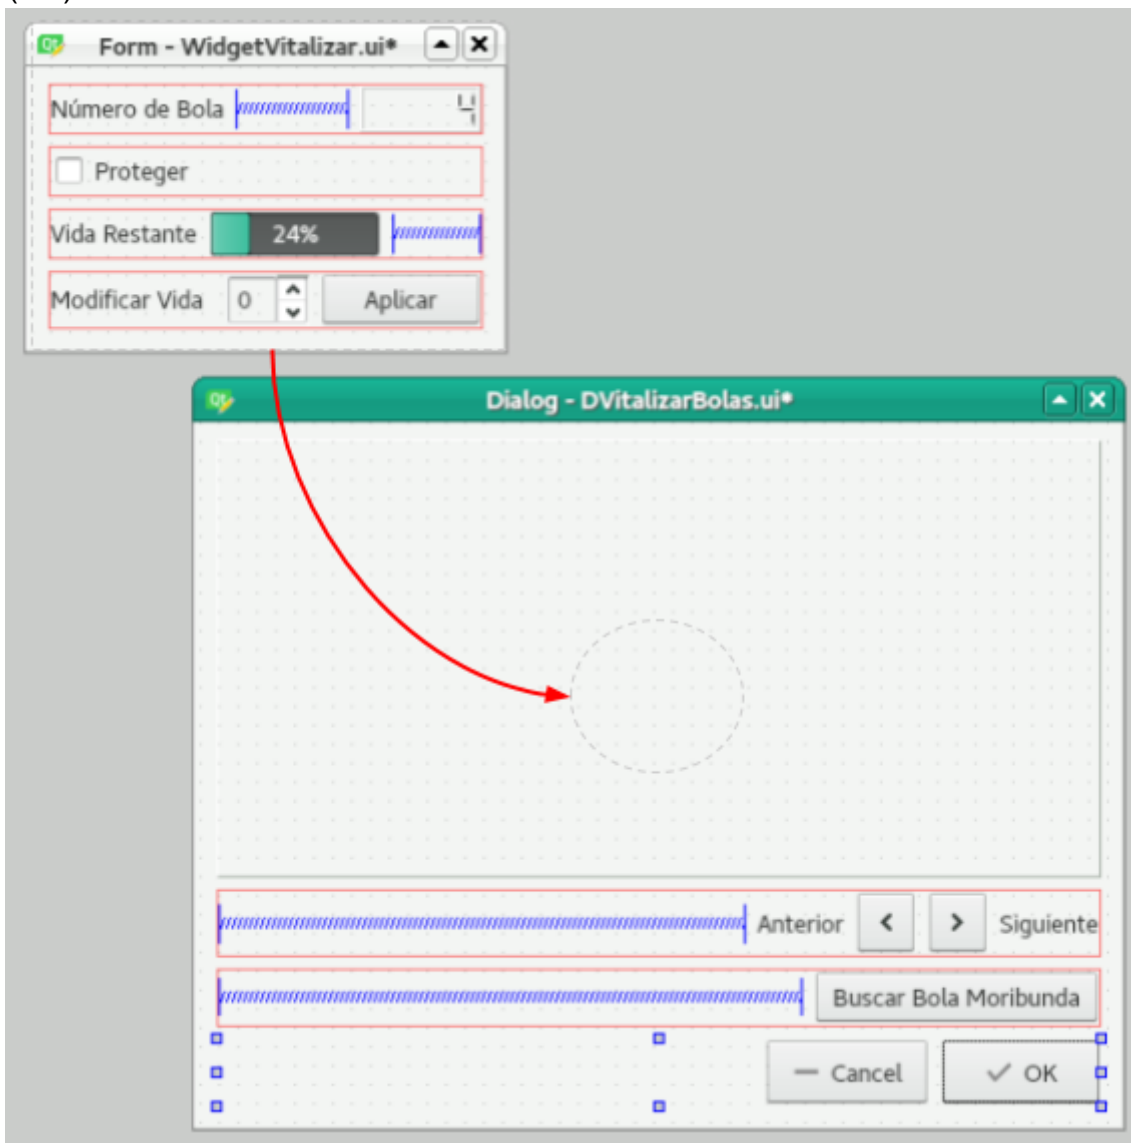 Form - WidgetVitalizar.ui*
Número de Bola 4
Proteger
Vida Restante 24%
Modificar Vida 0 Aplicar
Dialog - DVitalizarBolas.ui*
Anterior < > Siguiente
Buscar Bola Moribunda
Cancel OK